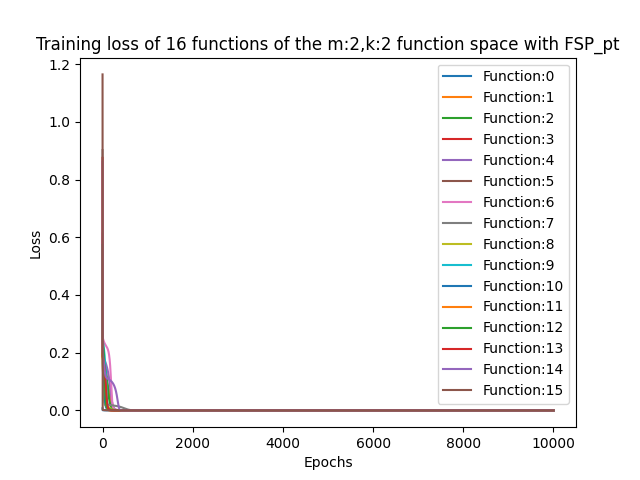 Training loss of 16 functions of the m:2,k:2 function space with FSP_pt
1.2
1.0
0.8
0.6
0.4
0.2
0.0
Loss
0 2000 4000 6000 8000 10000
Epochs
Function:0
Function:1
Function:2
Function:3
Function:4
Function:5
Function:6
Function:7
Function:8
Function:9
Function:10
Function:11
Function:12
Function:13
Function:14
Function:15